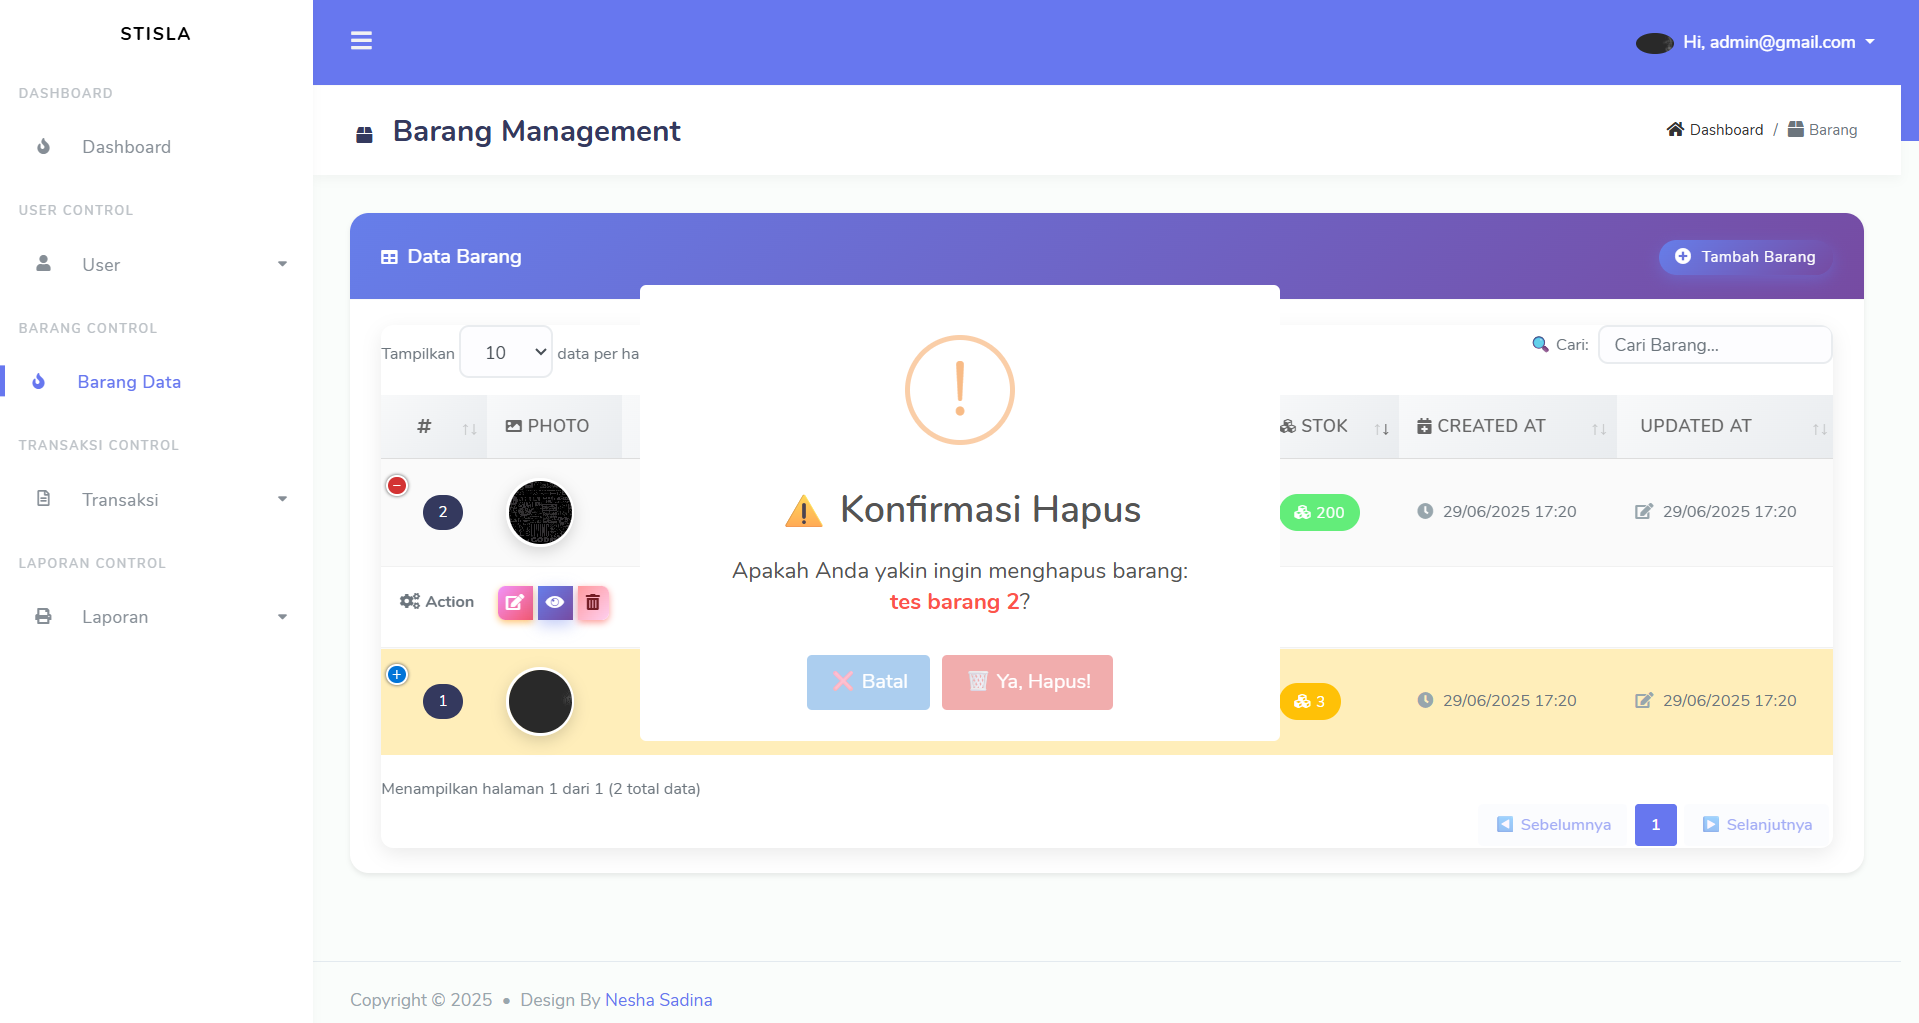 STISLA
Hi, admin@gmail.com
DASHBOARD
Dashboard
USER CONTROL
User
BARANG CONTROL
Barang Data
TRANSAKSI CONTROL
Transaksi
LAPORAN CONTROL
Laporan
Barang Management
Dashboard / Barang
Data Barang
Tambah Barang
Tampilkan 10 data per ha
Cari: Cari Barang...
# PHOTO STOK CREATED AT UPDATED AT
2 200 29/06/2025 17:20 29/06/2025 17:20
Action
1 3 29/06/2025 17:20 29/06/2025 17:20
Konfirmasi Hapus
Apakah Anda yakin ingin menghapus barang:
tes barang 2?
Batal Ya, Hapus!
Menampilkan halaman 1 dari 1 (2 total data)
Sebelumnya 1 Selanjutnya
Copyright © 2025 • Design By Nesha Sadina